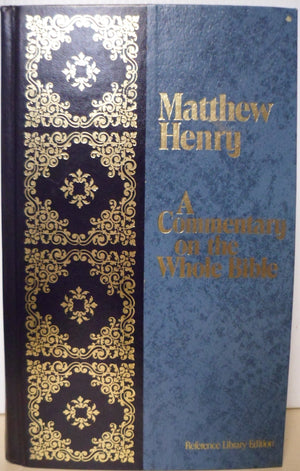 Matthew
Henry
A
Commentary
on the
Whole Bible
Reference Library Edition